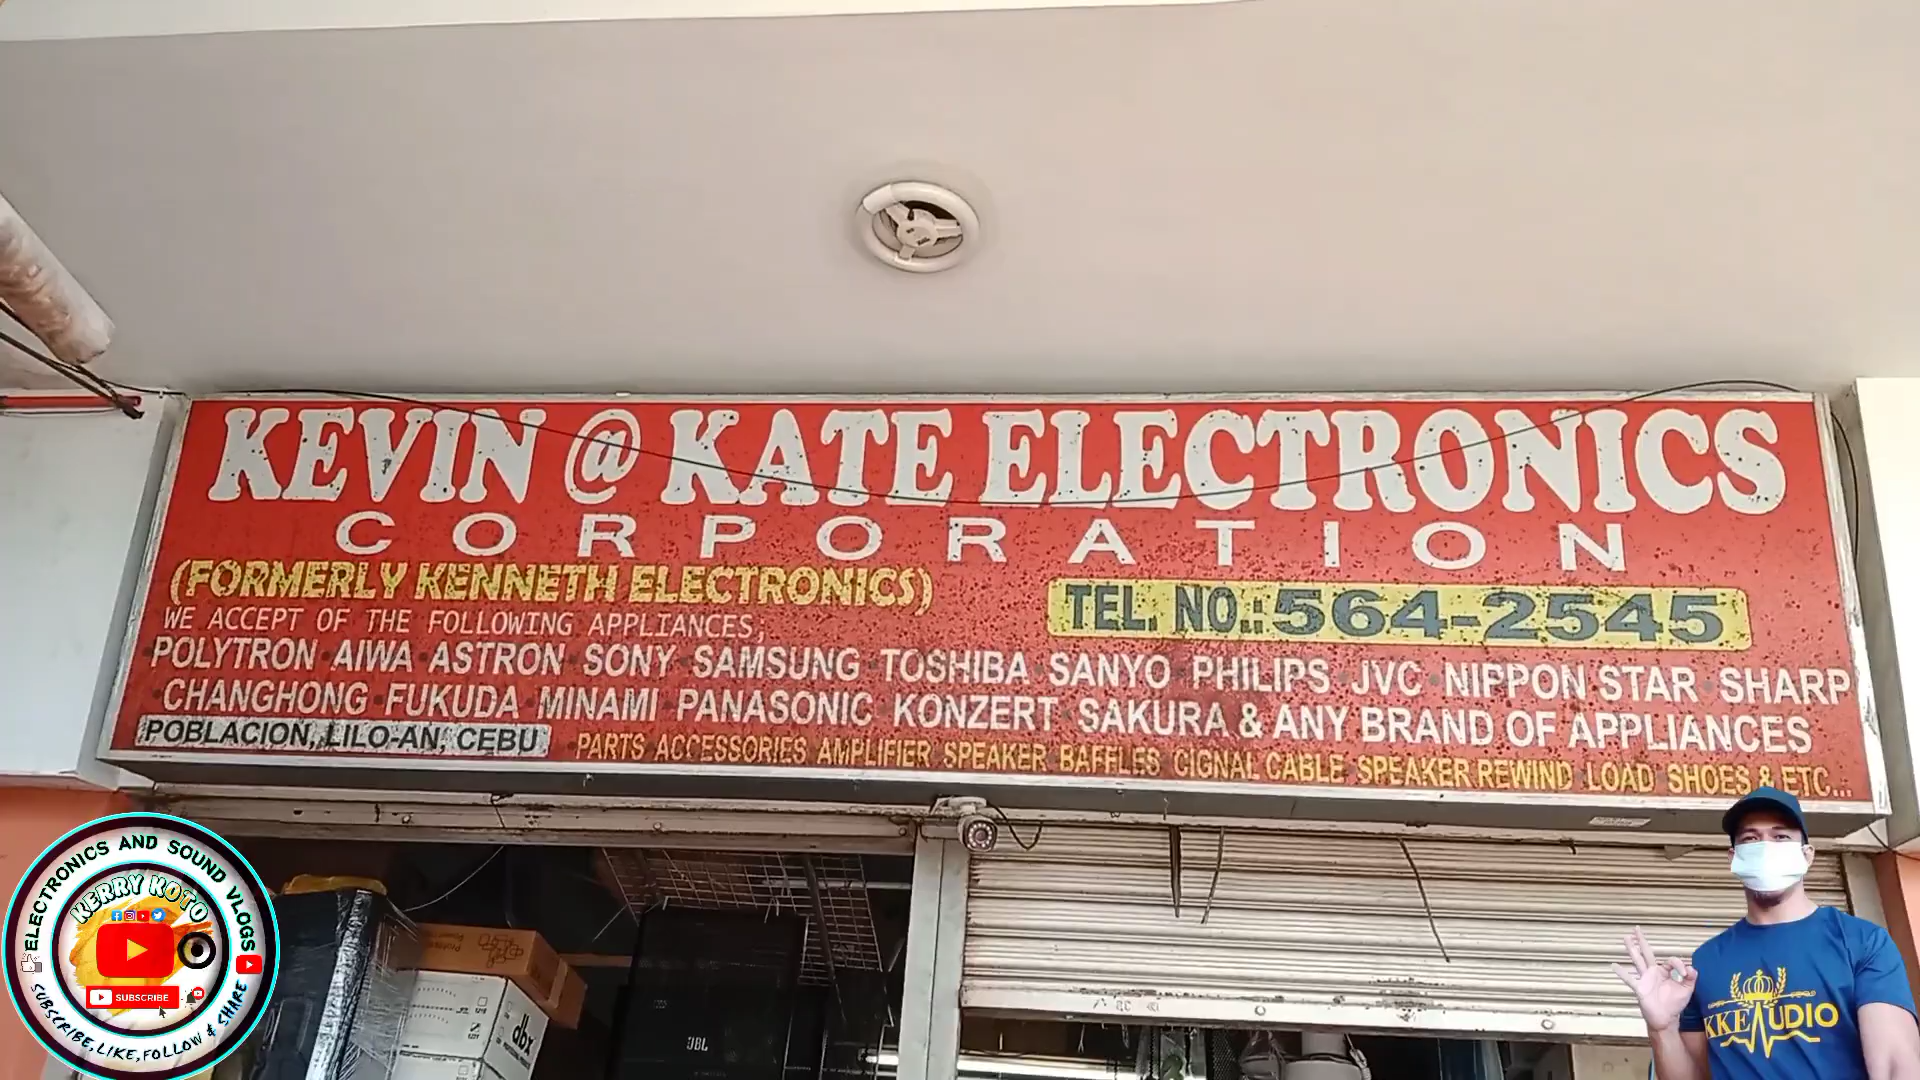 KEVIN @ KATE ELECTRONICS
CORPORATION
(FORMERLY KENNETH ELECTRONICS)
TEL. NO.: 564-2545
WE ACCEPT OF THE FOLLOWING APPLIANCES,
POLYTRON AIWA ASTRON SONY SAMSUNG TOSHIBA SANYO PHILIPS JVC NIPPON STAR SHARP
CHANGHONG FUKUDA MINAMI PANASONIC KONZERT SAKURA & ANY BRAND OF APPLIANCES
POBLACION, LILO-AN, CEBU
PARTS ACCESSORIES AMPLIFIER SPEAKER BAFFLES CIGNAL CABLE SPEAKER REWIND LOAD SHOES & ETC...
ELECTRONICS AND SOUND VLOGS
KERRY KOTO
SUBSCRIBE
SUBSCRIBE, LIKE, FOLLOW & SHARE
dbx
JBL
KKE AUDIO